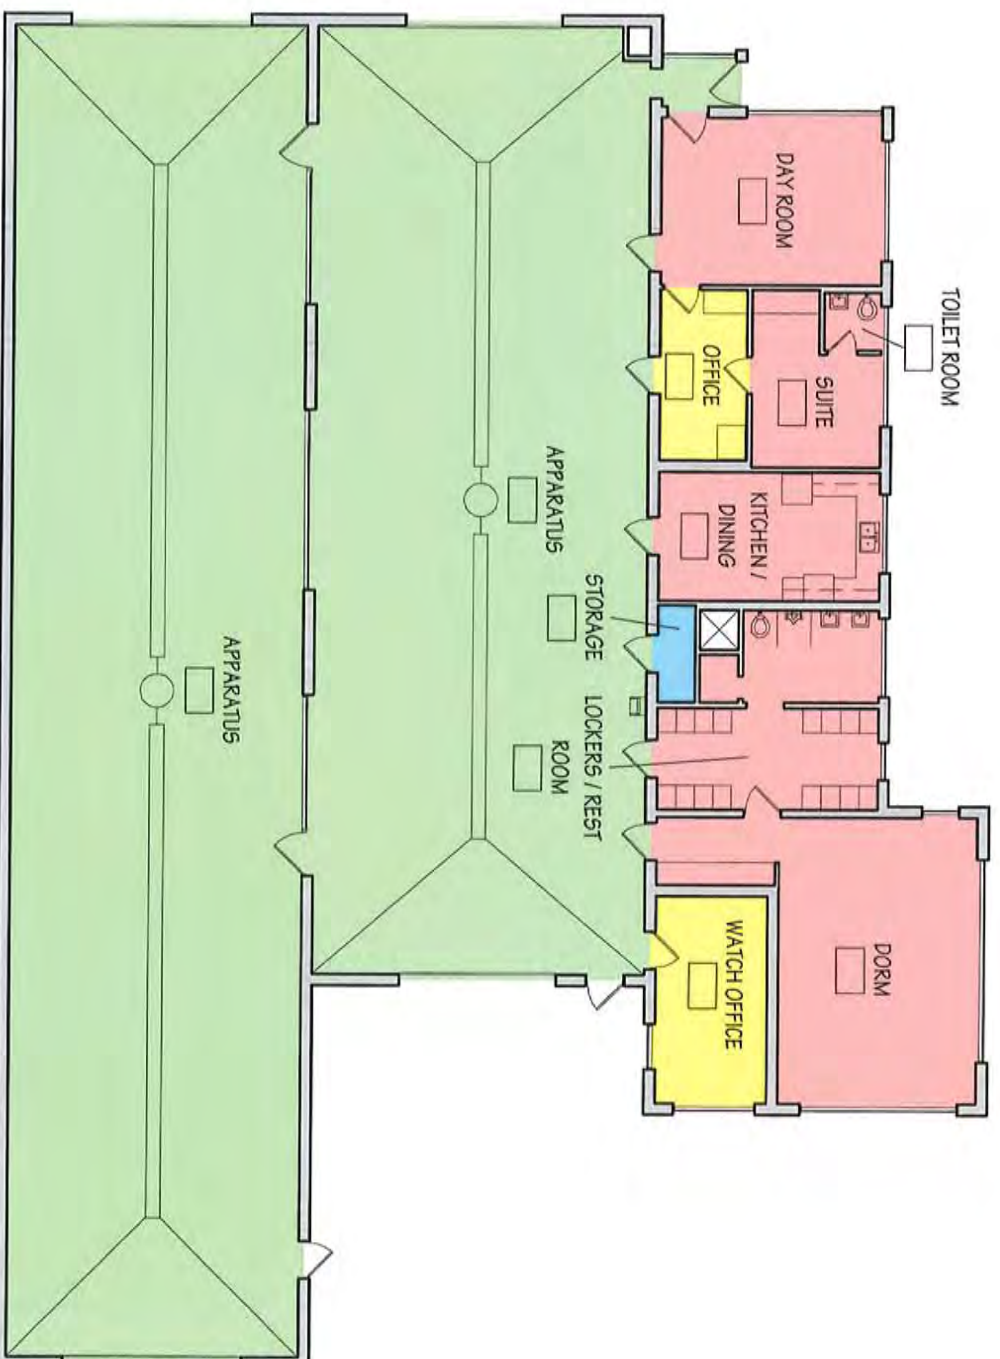 TOILET ROOM
DAY ROOM
SUITE
OFFICE
KITCHEN /
DINING
APPARATUS
STORAGE
LOCKERS / REST
ROOM
APPARATUS
DORM
WATCH OFFICE